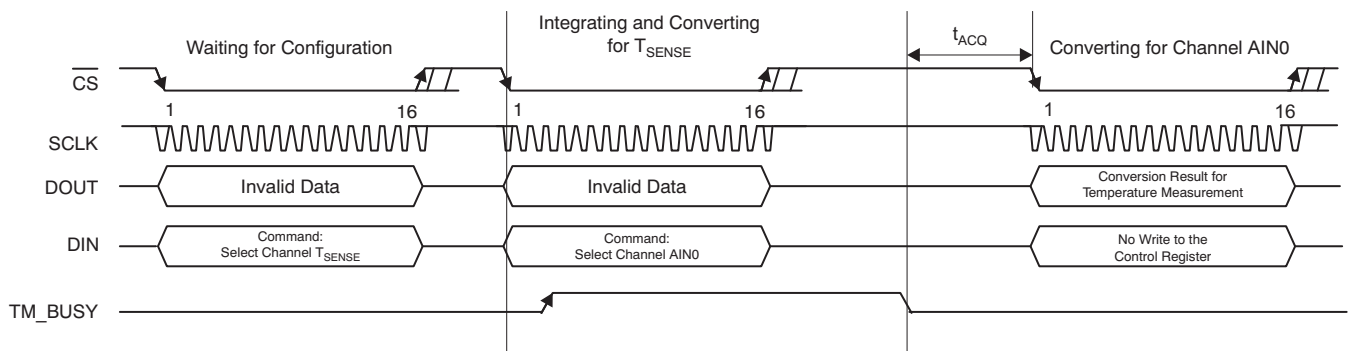 Waiting for Configuration
Integrating and Converting
for TSENSE
tACQ
Converting for Channel AIN0
CS
1
16
1
16
1
16
SCLK
DOUT
Invalid Data
Invalid Data
Conversion Result for
Temperature Measurement
DIN
Command:
Select Channel TSENSE
Command:
Select Channel AIN0
No Write to the
Control Register
TM_BUSY